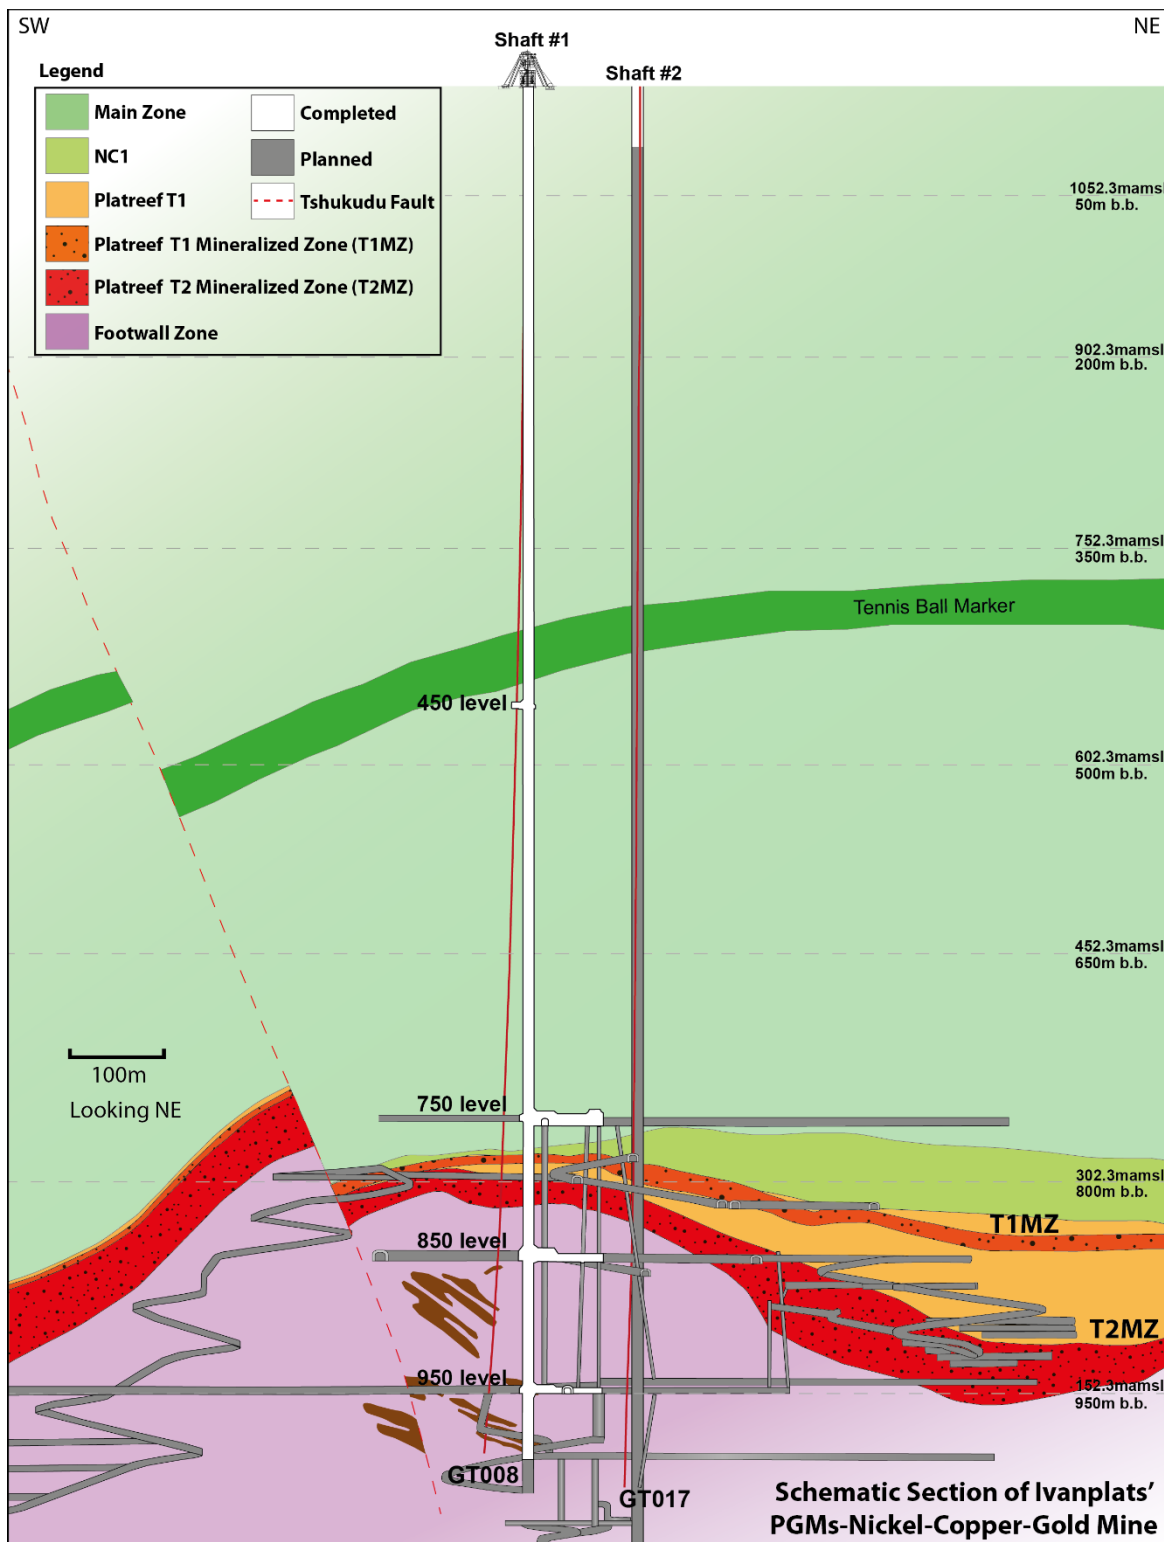 SW
NE
Shaft #1
Shaft #2
Legend
Main Zone
Completed
NC1
Planned
Platreef T1
Tshukudu Fault
Platreef T1 Mineralized Zone (T1MZ)
Platreef T2 Mineralized Zone (T2MZ)
Footwall Zone
1052.3mamsl
50m b.b.
902.3mamsl
200m b.b.
752.3mamsl
350m b.b.
Tennis Ball Marker
450 level
602.3mamsl
500m b.b.
452.3mamsl
650m b.b.
100m
Looking NE
750 level
302.3mamsl
800m b.b.
T1MZ
850 level
T2MZ
950 level
152.3mamsl
950m b.b.
GT008
GT017
Schematic Section of Ivanplats’
PGMs-Nickel-Copper-Gold Mine